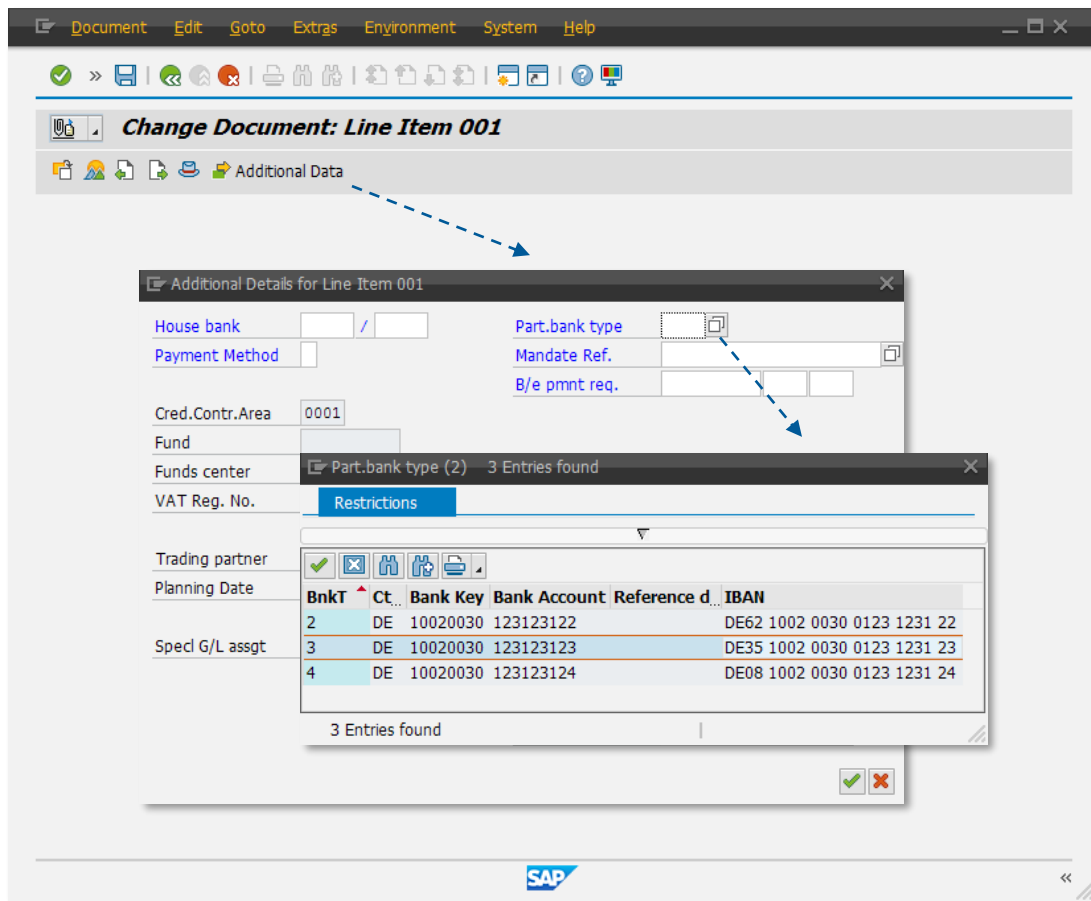 Document Edit Goto Extras Environment System Help
Change Document: Line Item 001
Additional Data
Additional Details for Line Item 001
House bank / Part.bank type
Payment Method Mandate Ref.
B/e pmnt req.
Cred.Contr.Area 0001
Fund
Funds center
VAT Reg. No.
Trading partner
Planning Date
Specl G/L assgt
Part.bank type (2) 3 Entries found
Restrictions
BnkT Ct.. Bank Key Bank Account Reference d.. IBAN
2 DE 10020030 123123122 DE62 1002 0030 0123 1231 22
3 DE 10020030 123123123 DE35 1002 0030 0123 1231 23
4 DE 10020030 123123124 DE08 1002 0030 0123 1231 24
3 Entries found
SAP